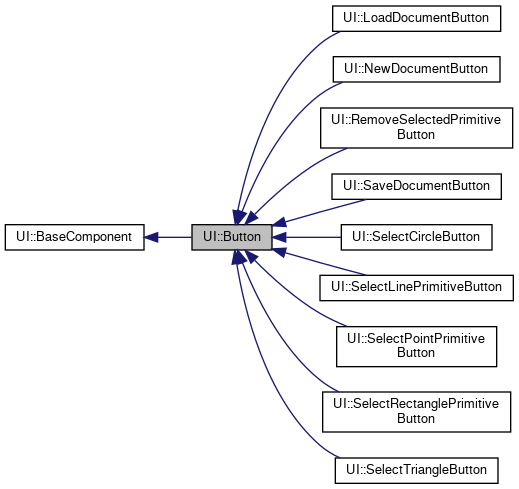 UI::LoadDocumentButton
UI::NewDocumentButton
UI::RemoveSelectedPrimitive
Button
UI::SaveDocumentButton
UI::BaseComponent
UI::Button
UI::SelectCircleButton
UI::SelectLinePrimitiveButton
UI::SelectPointPrimitive
Button
UI::SelectRectanglePrimitive
Button
UI::SelectTriangleButton